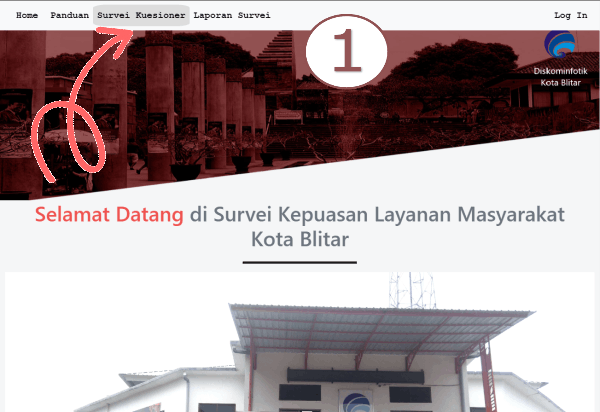 Home Panduan Survei Kuesioner Laporan Survei Log In
1
Diskominfotik
Kota Blitar
Selamat Datang di Survei Kepuasan Layanan Masyarakat
Kota Blitar